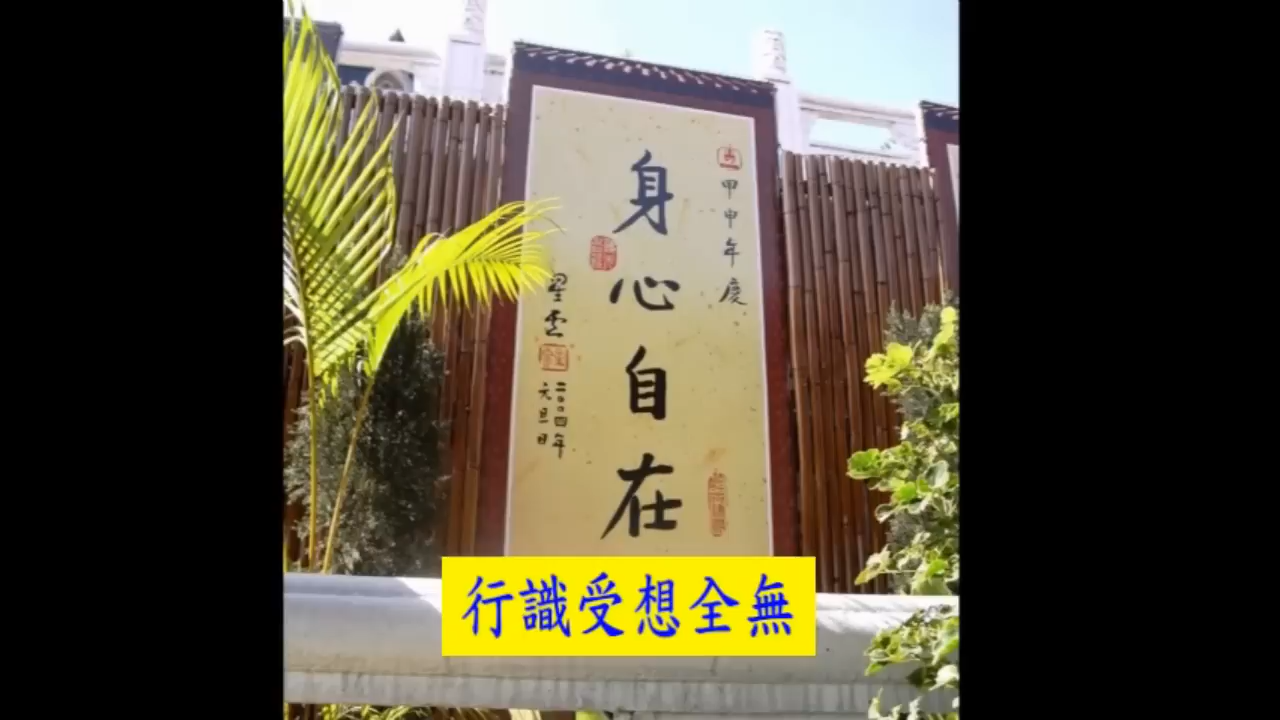 甲申年慶
身心自在
星雲
二〇〇四年
元旦日
行識受想全無